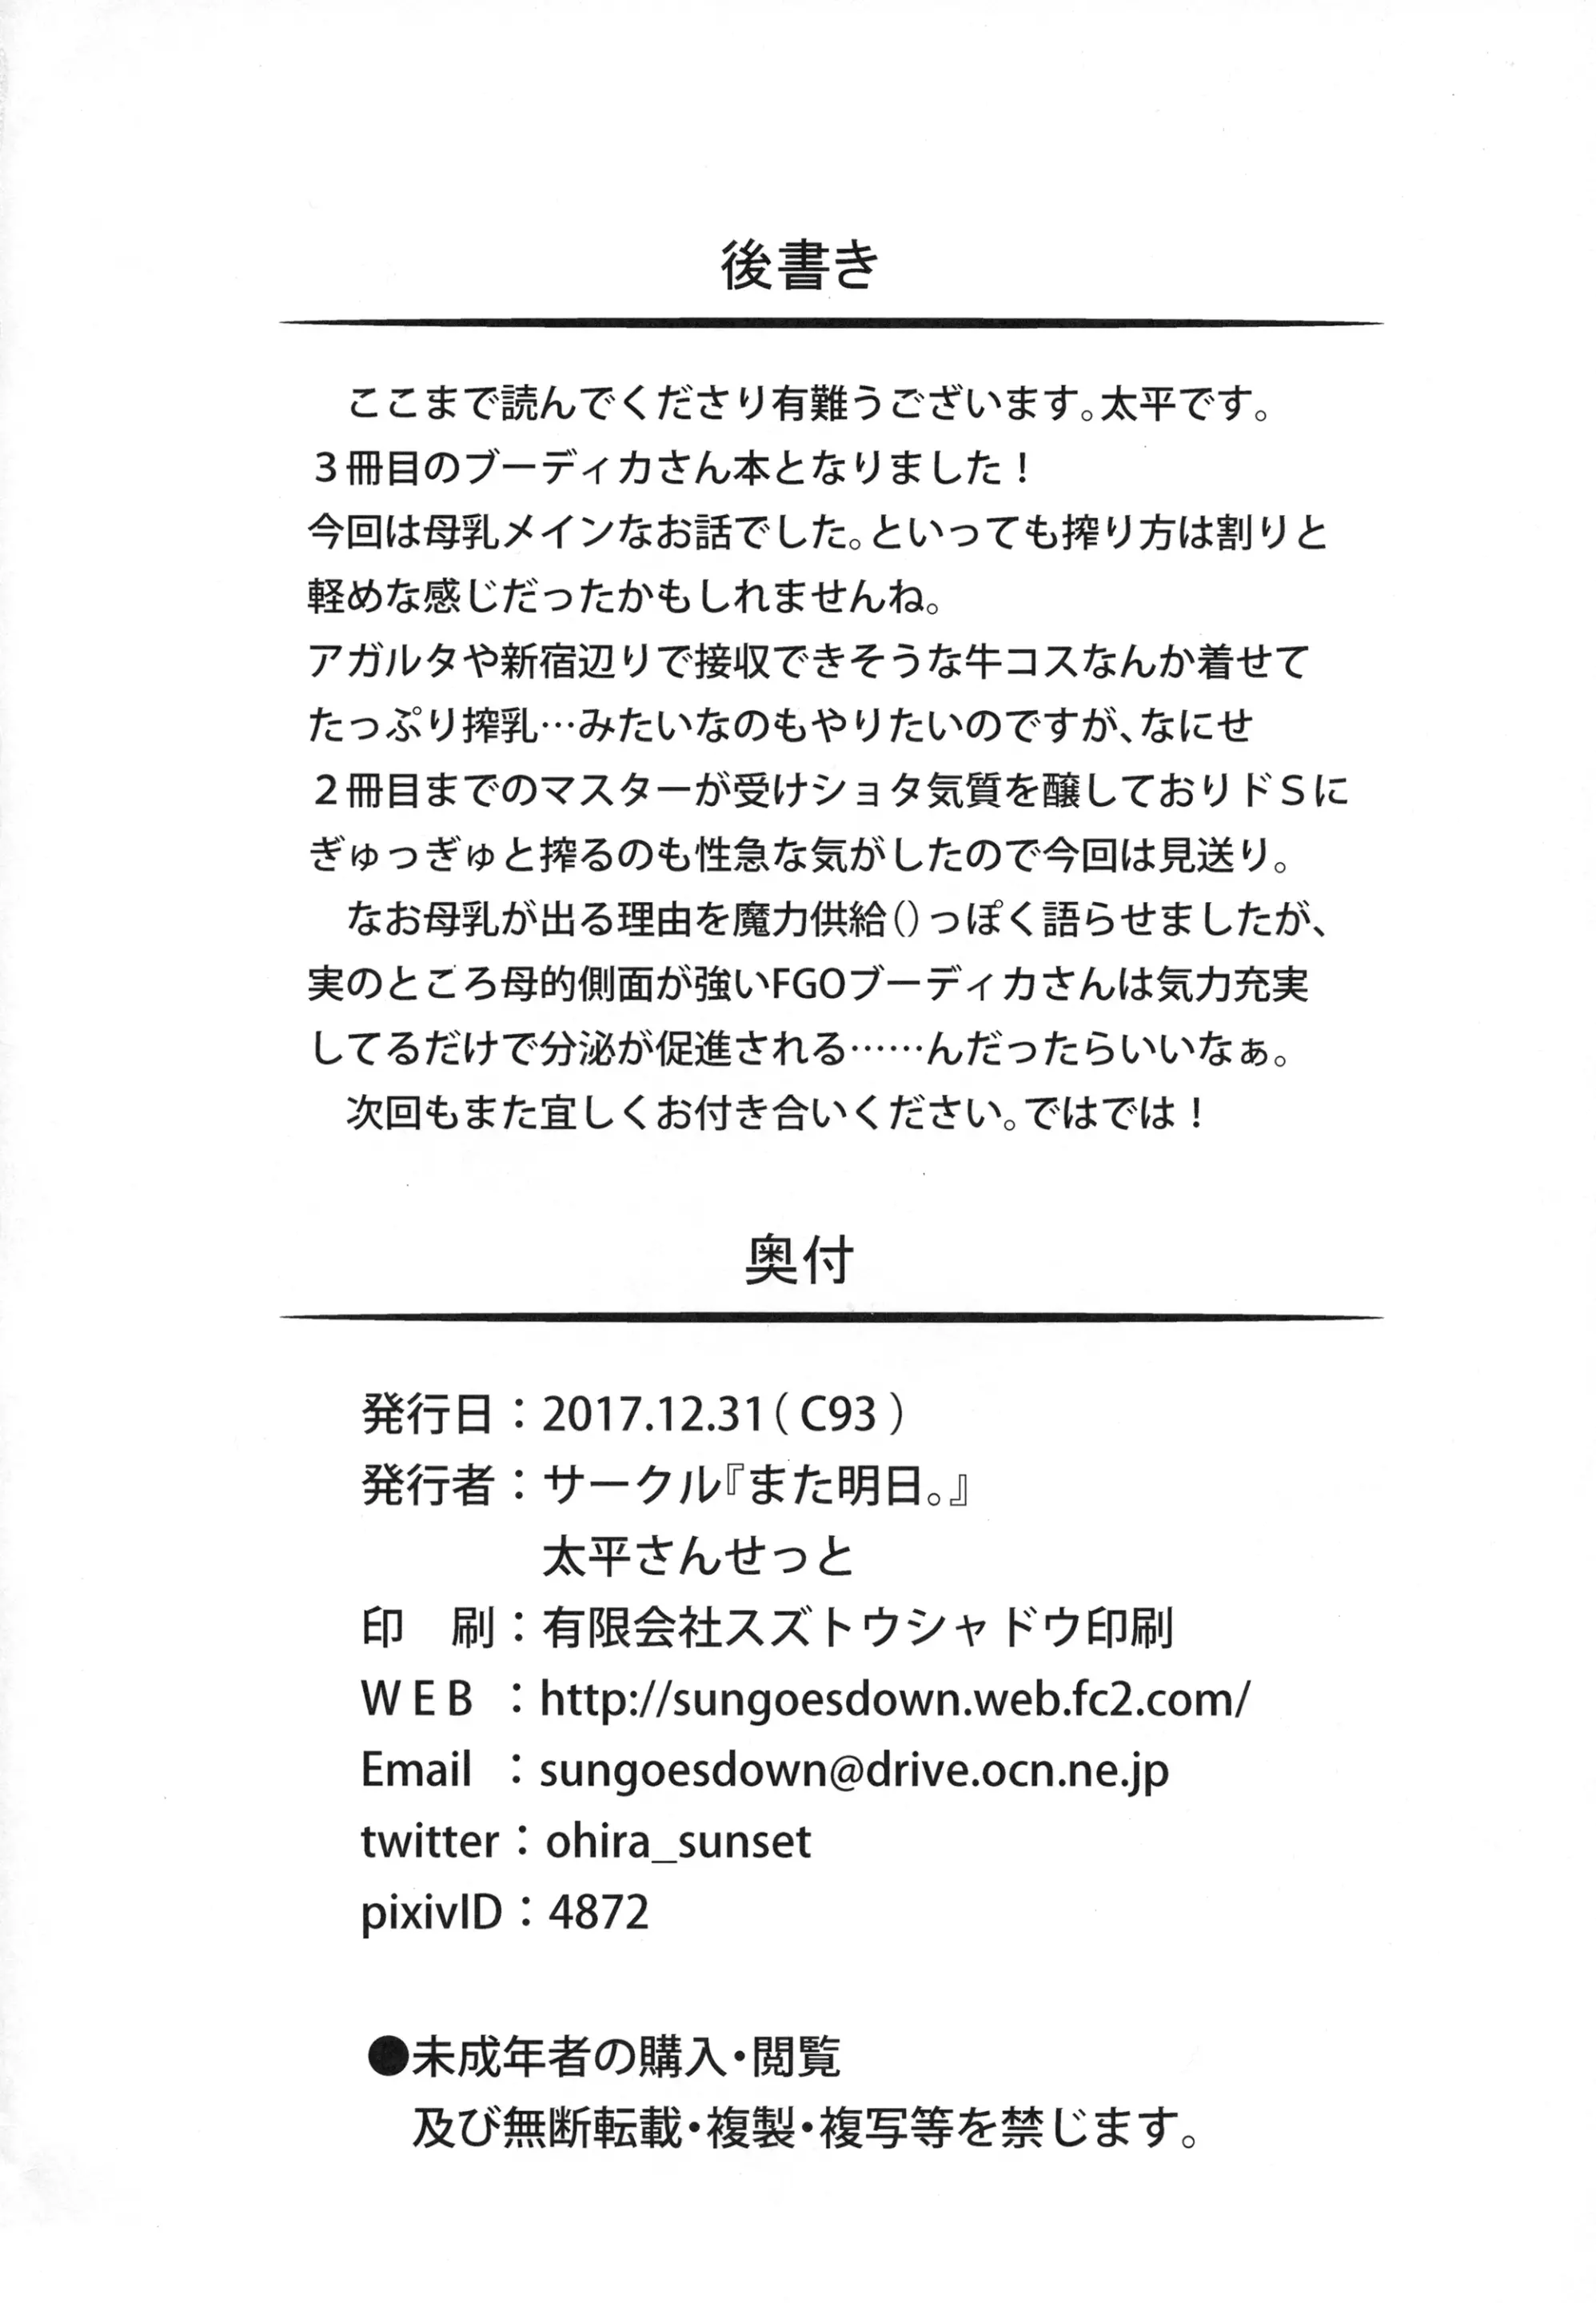 後書き
ここまで読んでくださり有難うございます。太平です。
３冊目のブーディカさん本となりました！
今回は母乳メインなお話でした。といっても搾り方は割りと
軽めな感じだったかもしれませんね。
アガルタや新宿辺りで接収できそうな牛コスなんか着せて
たっぷり搾乳…みたいなのもやりたいのですが、なにせ
２冊目までのマスターが受けショタ気質を醸しておりドＳに
ぎゅっぎゅと搾るのも性急な気がしたので今回は見送り。
なお母乳が出る理由を魔力供給（）っぽく語らせましたが、
実のところ母的側面が強いFGOブーディカさんは気力充実
してるだけで分泌が促進される……んだったらいいなぁ。
次回もまた宜しくお付き合いください。ではでは！
奥付
発行日：2017.12.31（C93）
発行者：サークル『また明日。』
太平さんせっと
印　刷：有限会社スズトウシャドウ印刷
WEB ：http://sungoesdown.web.fc2.com/
Email ：sungoesdown@drive.ocn.ne.jp
twitter：ohira_sunset
pixivID：4872
●未成年者の購入・閲覧
及び無断転載・複製・複写等を禁じます。